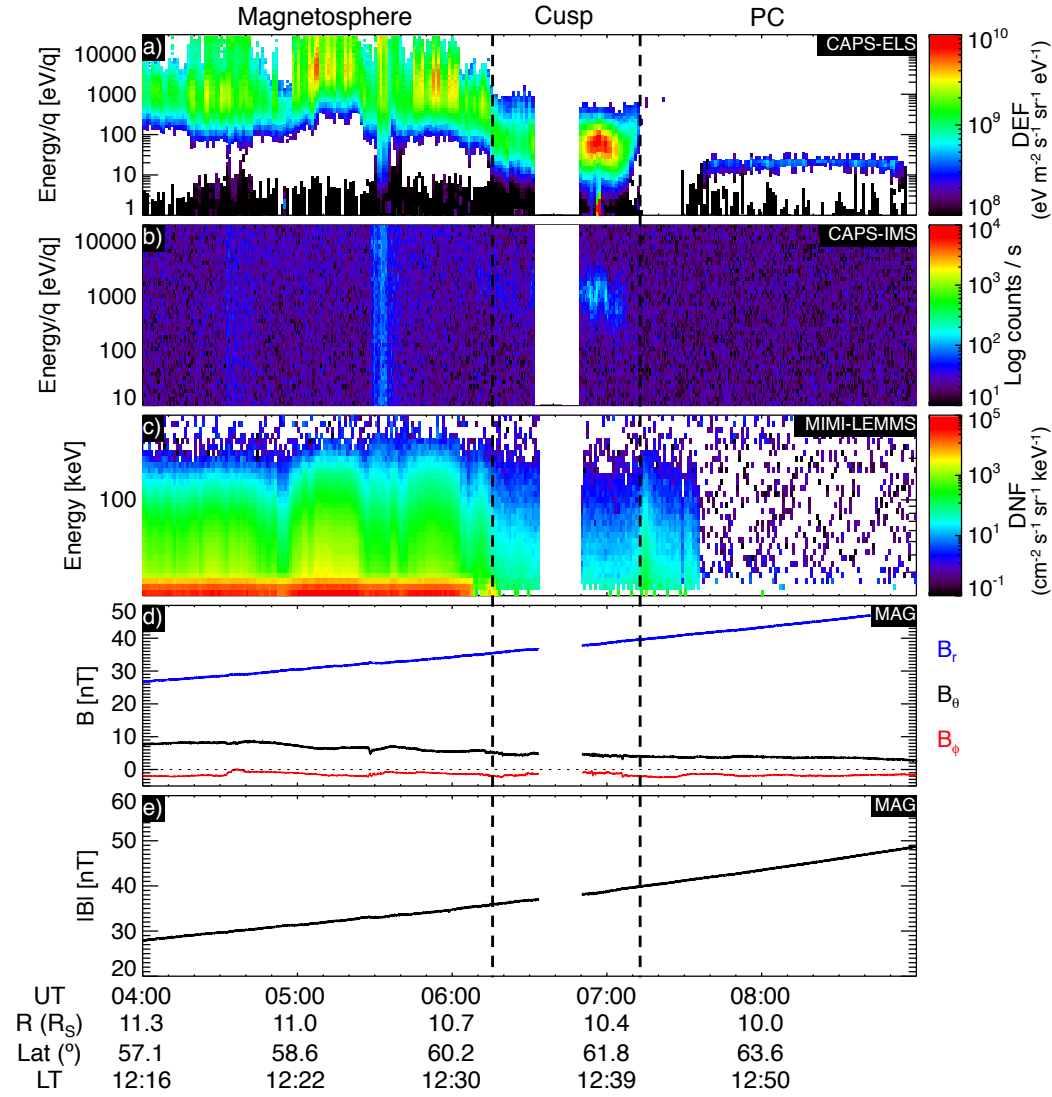 Magnetosphere Cusp PC
a) CAPS-ELS
Energy/q [eV/q]
10000
1000
100
10
1
10^10
10^9
10^8
DEF
(eV m^-2 s^-1 sr^-1 eV^-1)
b) CAPS-IMS
Energy/q [eV/q]
10000
1000
100
10
10^4
10^3
10^2
10^1
Log counts / s
c) MIMI-LEMMS
Energy [keV]
100
10^5
10^3
10^1
10^-1
DNF
(cm^-2 s^-1 sr^-1 keV^-1)
d) MAG
B [nT]
50
40
30
20
10
0
B_r
B_θ
B_ϕ
e) MAG
|B| [nT]
60
50
40
30
20
UT 04:00 05:00 06:00 07:00 08:00
R (R_S) 11.3 11.0 10.7 10.4 10.0
Lat (º) 57.1 58.6 60.2 61.8 63.6
LT 12:16 12:22 12:30 12:39 12:50